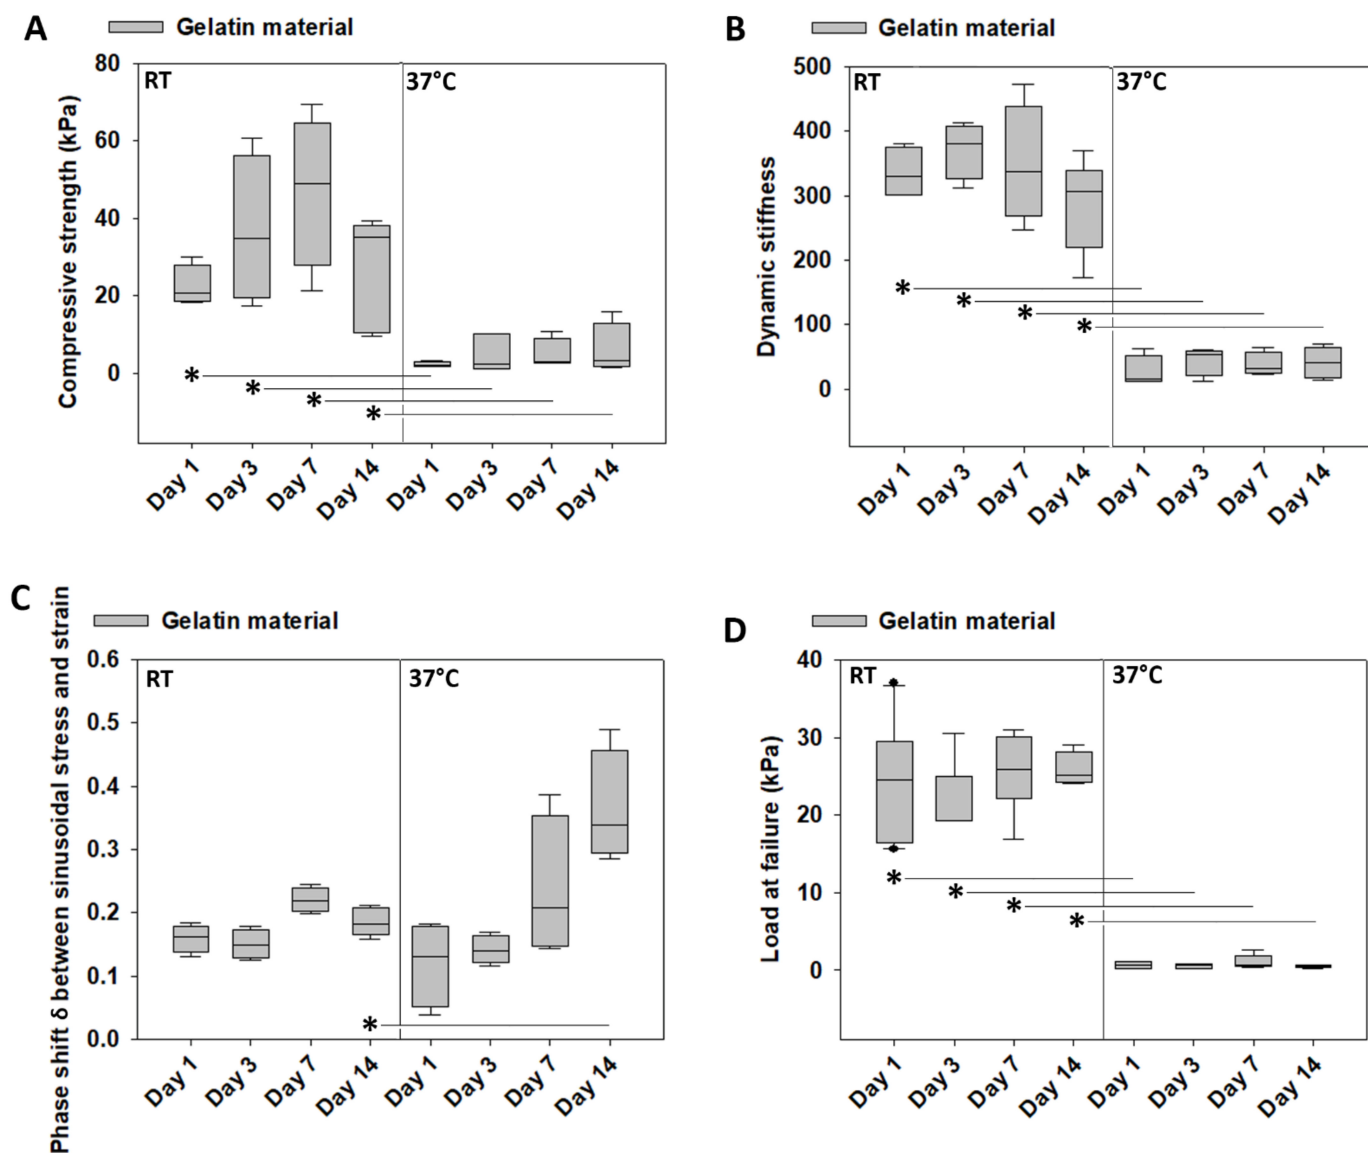 A
Gelatin material
Compressive strength (kPa)
80
60
40
20
0
RT
37°C
*
*
*
*
Day 1
Day 3
Day 7
Day 14
Day 1
Day 3
Day 7
Day 14
B
Gelatin material
Dynamic stiffness
500
400
300
200
100
0
RT
37°C
*
*
*
*
Day 1
Day 3
Day 7
Day 14
Day 1
Day 3
Day 7
Day 14
C
Gelatin material
Phase shift δ between sinusoidal stress and strain
0.6
0.5
0.4
0.3
0.2
0.1
0.0
RT
37°C
*
Day 1
Day 3
Day 7
Day 14
Day 1
Day 3
Day 7
Day 14
D
Gelatin material
Load at failure (kPa)
40
30
20
10
0
RT
37°C
*
*
*
*
Day 1
Day 3
Day 7
Day 14
Day 1
Day 3
Day 7
Day 14